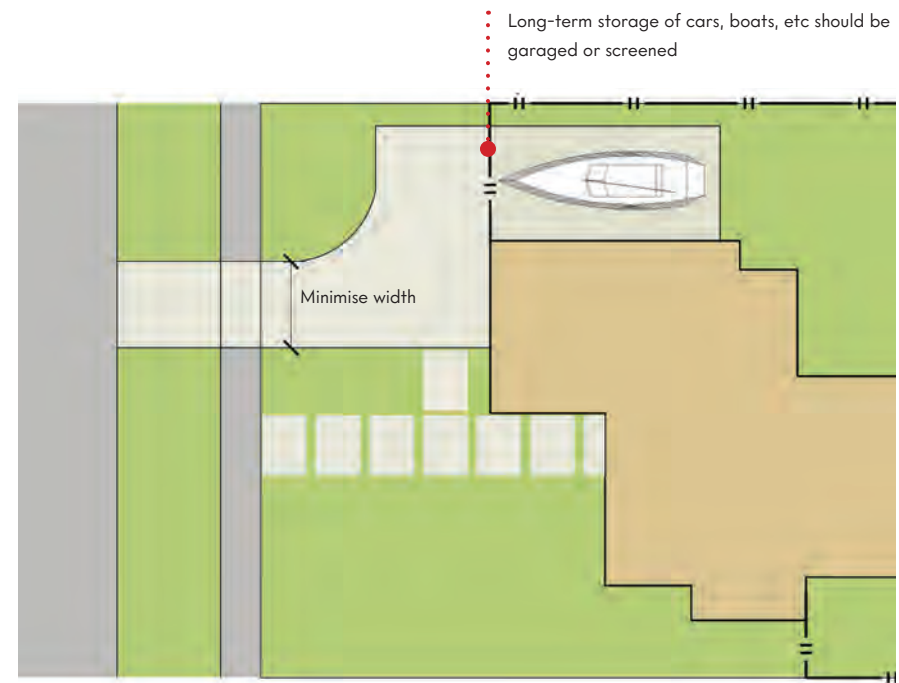 Long-term storage of cars, boats, etc should be
garaged or screened
Minimise width